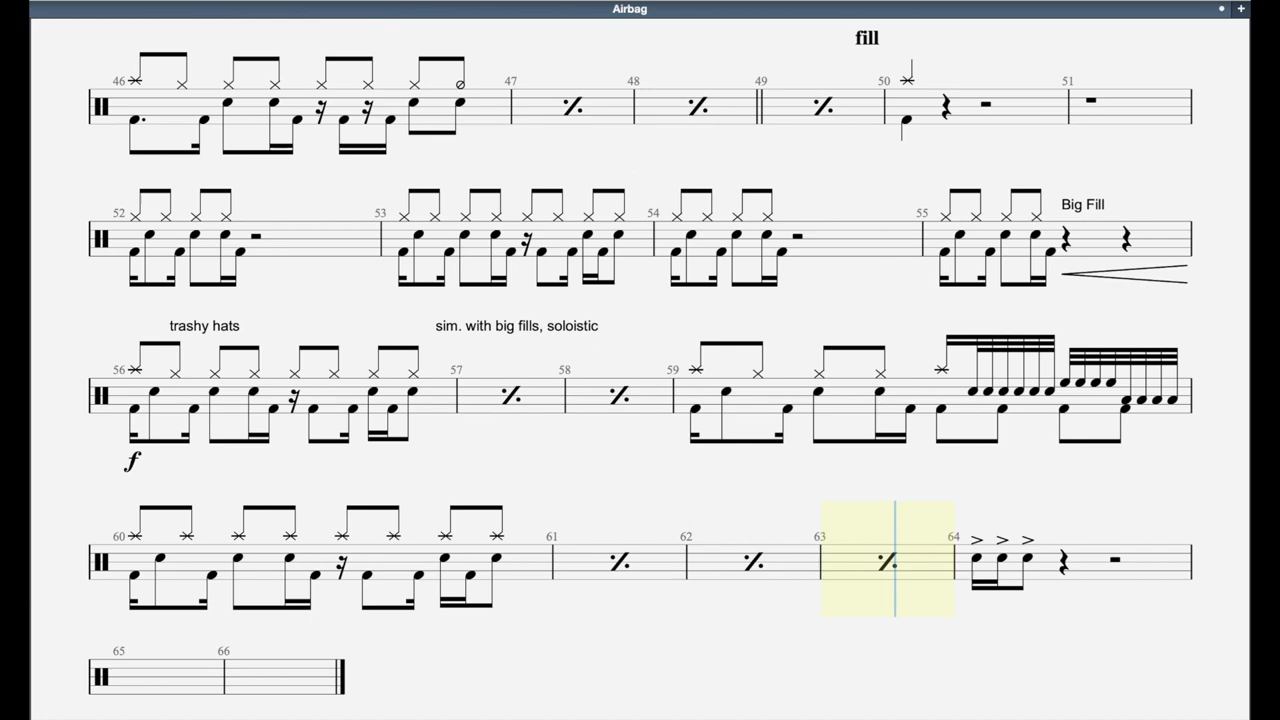 Airbag
fill
46 47 48 49 50 51
52 53 54 55
Big Fill
trashy hats sim. with big fills, soloistic
56 57 58 59
f
60 61 62 63 64
65 66